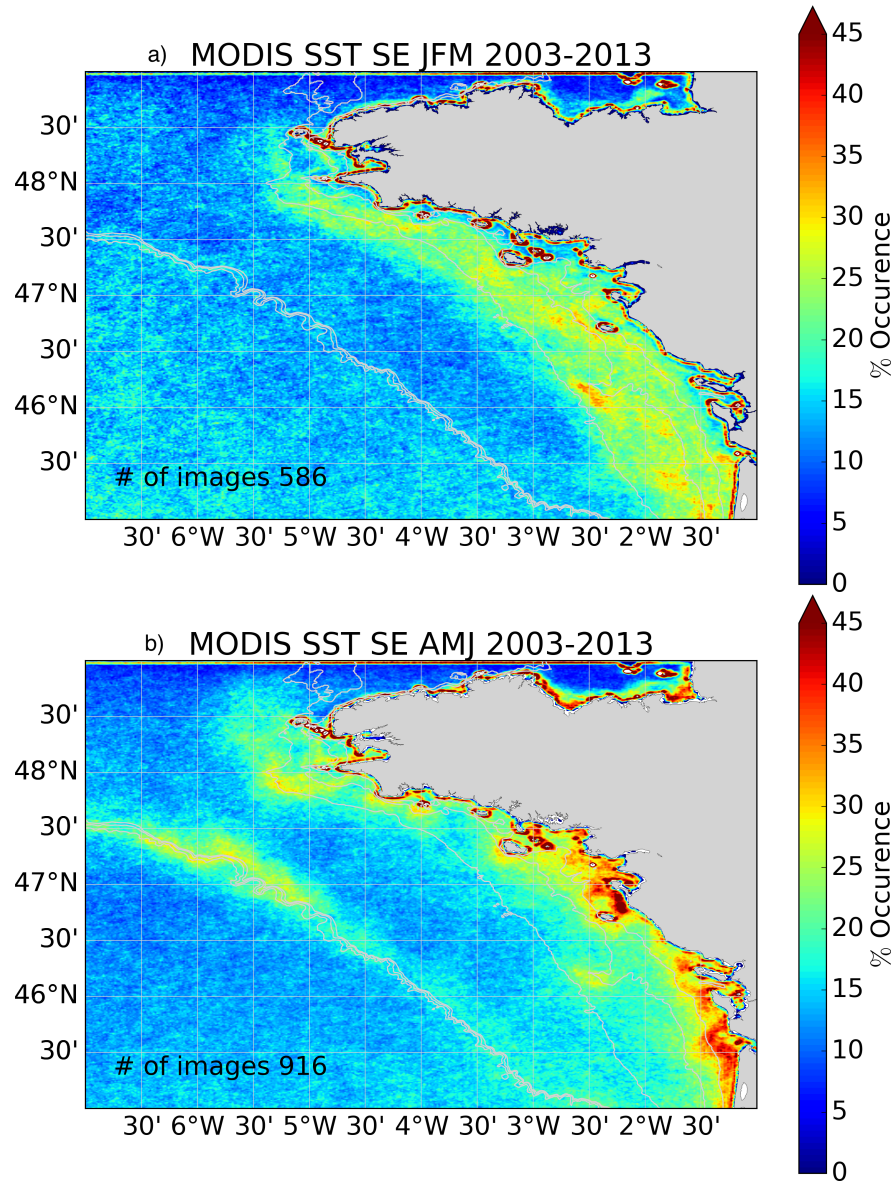 a) MODIS SST SE JFM 2003-2013
30'
48°N
30'
47°N
30'
46°N
30'
# of images 586
30' 6°W 30' 5°W 30' 4°W 30' 3°W 30' 2°W 30'
45
40
35
30
25
20
15
10
5
0
% Occurence
b) MODIS SST SE AMJ 2003-2013
30'
48°N
30'
47°N
30'
46°N
30'
# of images 916
30' 6°W 30' 5°W 30' 4°W 30' 3°W 30' 2°W 30'
45
40
35
30
25
20
15
10
5
0
% Occurence